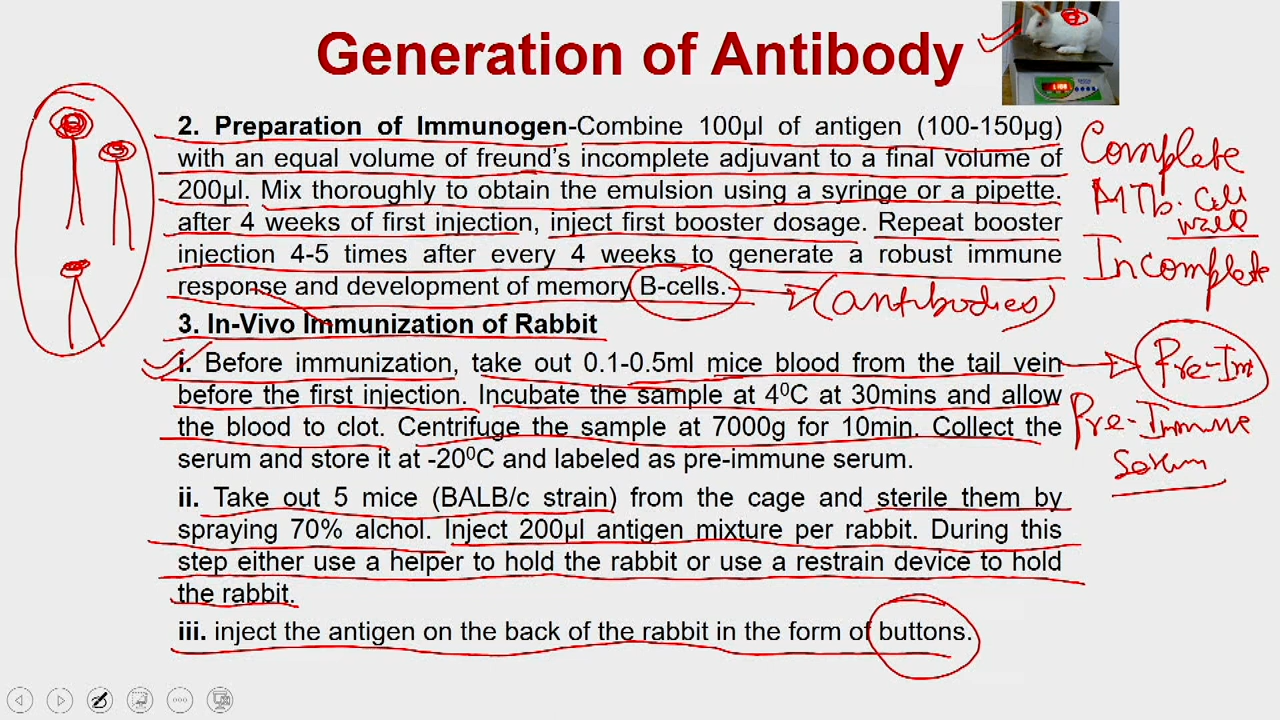 Generation of Antibody
2. Preparation of Immunogen-Combine 100µl of antigen (100-150µg)
with an equal volume of freund's incomplete adjuvant to a final volume of
200µl. Mix thoroughly to obtain the emulsion using a syringe or a pipette.
after 4 weeks of first injection, inject first booster dosage. Repeat booster
injection 4-5 times after every 4 weeks to generate a robust immune
response and development of memory B-cells.
(antibodies)
Complete
MTb. Cell
wall
Incomplete
3. In-Vivo Immunization of Rabbit
i. Before immunization, take out 0.1-0.5ml mice blood from the tail vein
before the first injection. Incubate the sample at 4⁰C at 30mins and allow
the blood to clot. Centrifuge the sample at 7000g for 10min. Collect the
serum and store it at -20⁰C and labeled as pre-immune serum.
Pre-Im
Pre-Immune
Serum
ii. Take out 5 mice (BALB/c strain) from the cage and sterile them by
spraying 70% alchol. Inject 200µl antigen mixture per rabbit. During this
step either use a helper to hold the rabbit or use a restrain device to hold
the rabbit.
iii. inject the antigen on the back of the rabbit in the form of buttons.